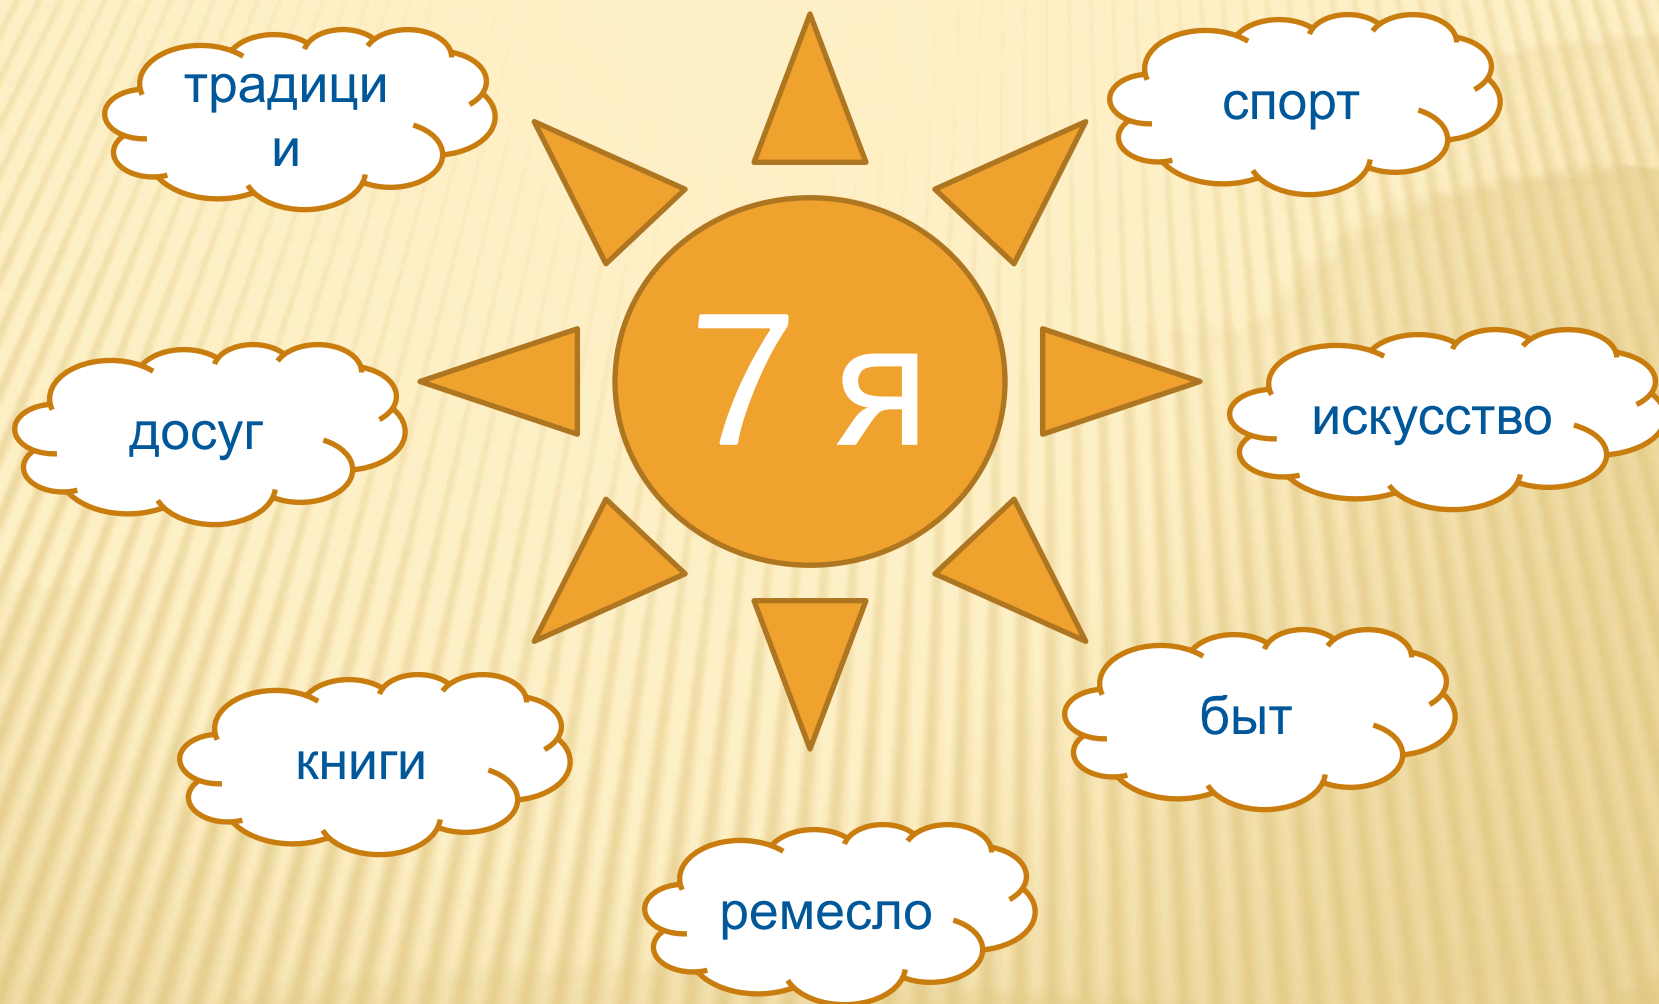 традици
и
спорт
7 я
досуг
искусство
книги
быт
ремесло